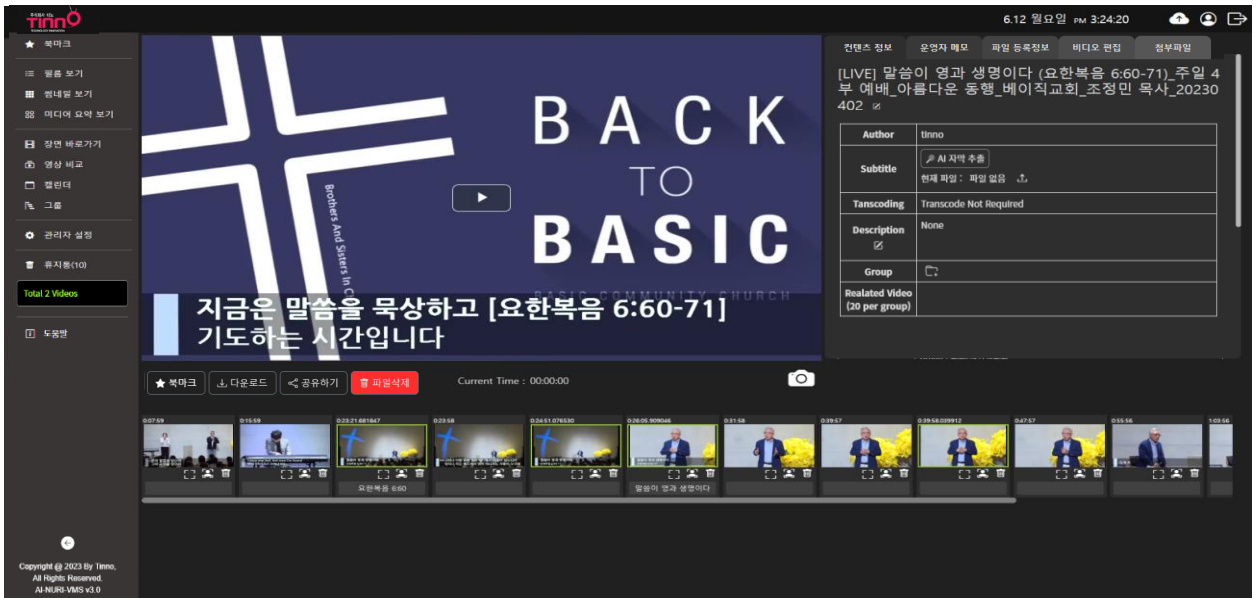 Tinno
6.12 월요일 PM 3:24:20
북마크
필름 보기
썸네일 보기
미디어 요약 보기
장면 바로가기
영상 비교
캘린더
그룹
관리자 설정
휴지통(10)
Total 2 Videos
도움말
Copyright @ 2023 By Tinno,
All Rights Reserved.
AI-NURI-VMS v3.0
BACK
TO
BASIC
BASIC COMMUNITY CHURCH
Brothers And Sisters In C
지금은 말씀을 묵상하고 [요한복음 6:60-71]
기도하는 시간입니다
컨텐츠 정보
운영자 메모
파일 등록정보
비디오 편집
첨부파일
[LIVE] 말씀이 영과 생명이다 (요한복음 6:60-71)_주일 4
부 예배_아름다운 동행_베이직교회_조정민 목사_20230
402
Author tinno
Subtitle AI 자막 추출
현재 파일 : 파일 없음
Tanscoding Transcode Not Required
Description None
Group
Realated Video
(20 per group)
북마크 다운로드 공유하기 파일삭제 Current Time : 00:00:00
0:07:59 0:15:59 0:23:21.681847 0:23:58 0:24:51.076530 0:26:05.909046 0:31:58 0:39:57 0:39:58.039912 0:47:57 0:55:56 1:03:56
요한복음 6:60 말씀이 영과 생명이다